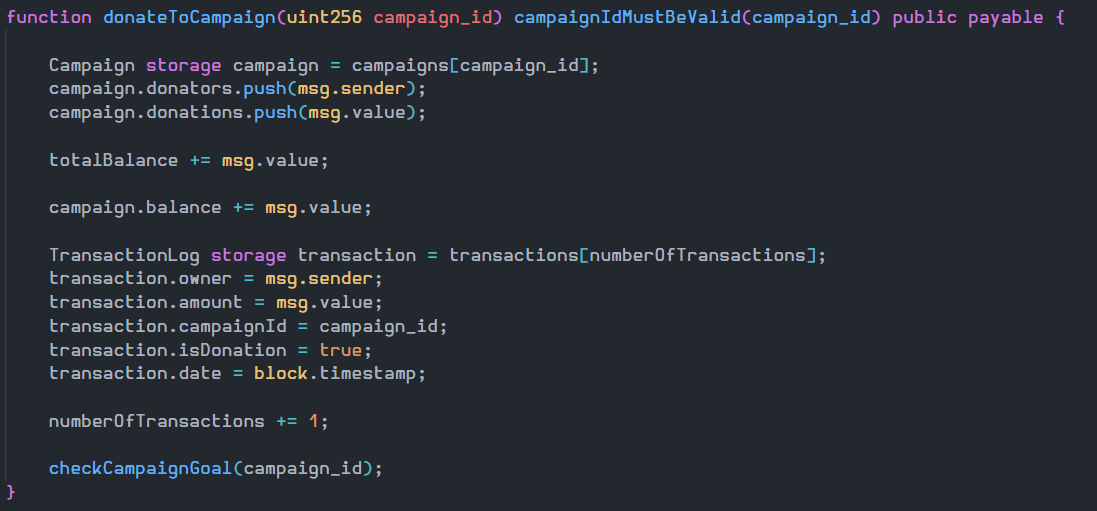 function donateToCampaign(uint256 campaign_id) campaignIdMustBeValid(campaign_id) public payable {
Campaign storage campaign = campaigns[campaign_id];
campaign.donators.push(msg.sender);
campaign.donations.push(msg.value);
totalBalance += msg.value;
campaign.balance += msg.value;
TransactionLog storage transaction = transactions[numberOfTransactions];
transaction.owner = msg.sender;
transaction.amount = msg.value;
transaction.campaignId = campaign_id;
transaction.isDonation = true;
transaction.date = block.timestamp;
numberOfTransactions += 1;
checkCampaignGoal(campaign_id);
}